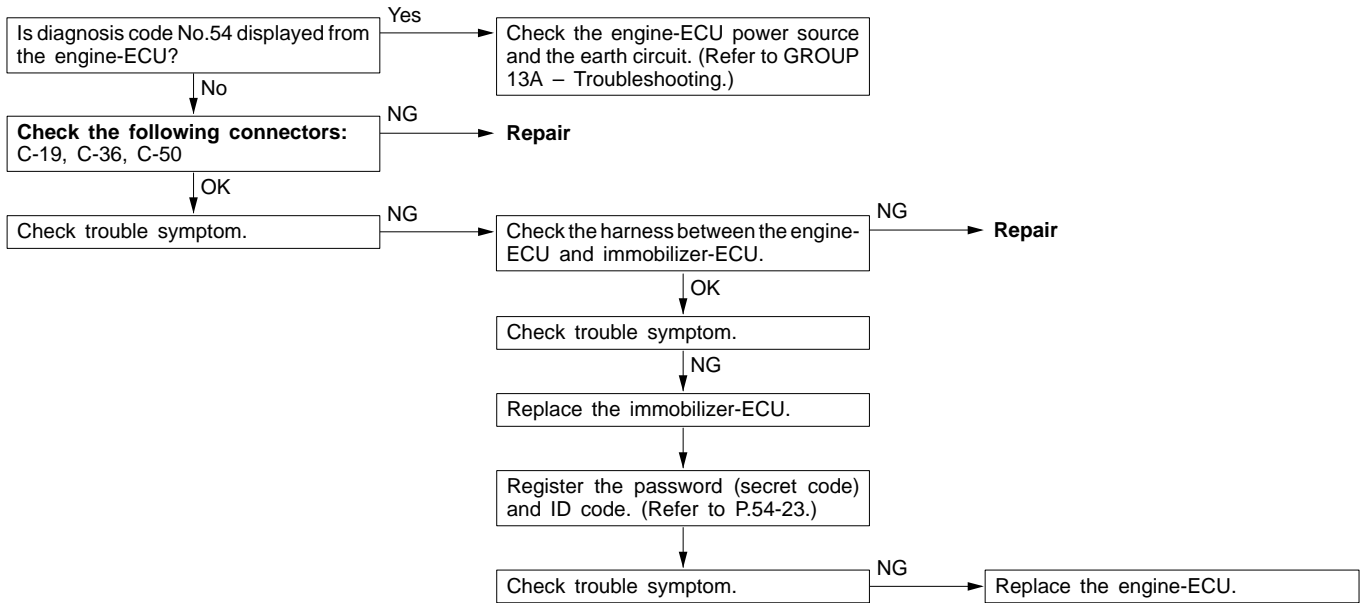 Is diagnosis code No.54 displayed from
the engine-ECU?
Yes
Check the engine-ECU power source
and the earth circuit. (Refer to GROUP
13A – Troubleshooting.)
No
Check the following connectors:
C-19, C-36, C-50
NG
Repair
OK
Check trouble symptom.
NG
Check the harness between the engine-
ECU and immobilizer-ECU.
NG
Repair
OK
Check trouble symptom.
NG
Replace the immobilizer-ECU.
Register the password (secret code)
and ID code. (Refer to P.54-23.)
Check trouble symptom.
NG
Replace the engine-ECU.